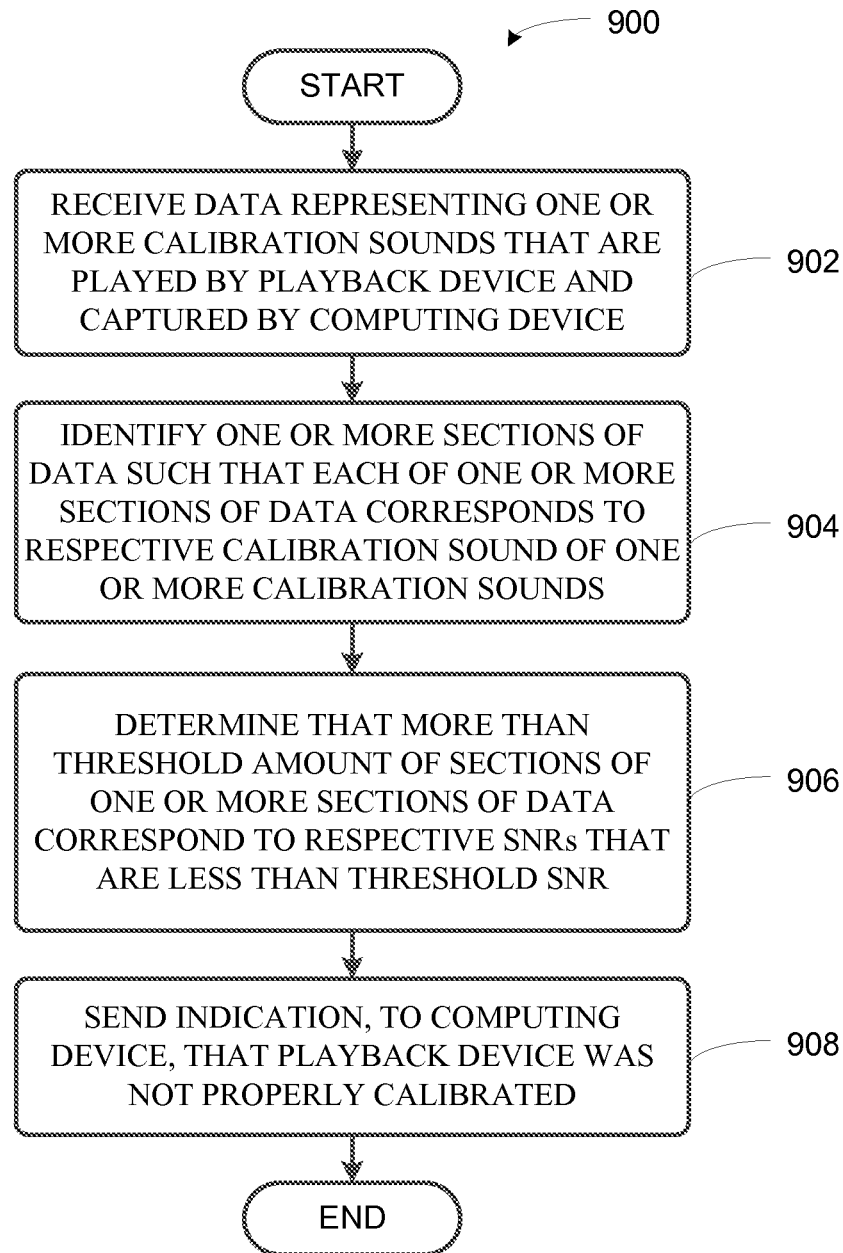 900
START
RECEIVE DATA REPRESENTING ONE OR
MORE CALIBRATION SOUNDS THAT ARE
PLAYED BY PLAYBACK DEVICE AND
CAPTURED BY COMPUTING DEVICE
902
IDENTIFY ONE OR MORE SECTIONS OF
DATA SUCH THAT EACH OF ONE OR MORE
SECTIONS OF DATA CORRESPONDS TO
RESPECTIVE CALIBRATION SOUND OF ONE
OR MORE CALIBRATION SOUNDS
904
DETERMINE THAT MORE THAN
THRESHOLD AMOUNT OF SECTIONS OF
ONE OR MORE SECTIONS OF DATA
CORRESPOND TO RESPECTIVE SNRs THAT
ARE LESS THAN THRESHOLD SNR
906
SEND INDICATION, TO COMPUTING
DEVICE, THAT PLAYBACK DEVICE WAS
NOT PROPERLY CALIBRATED
908
END